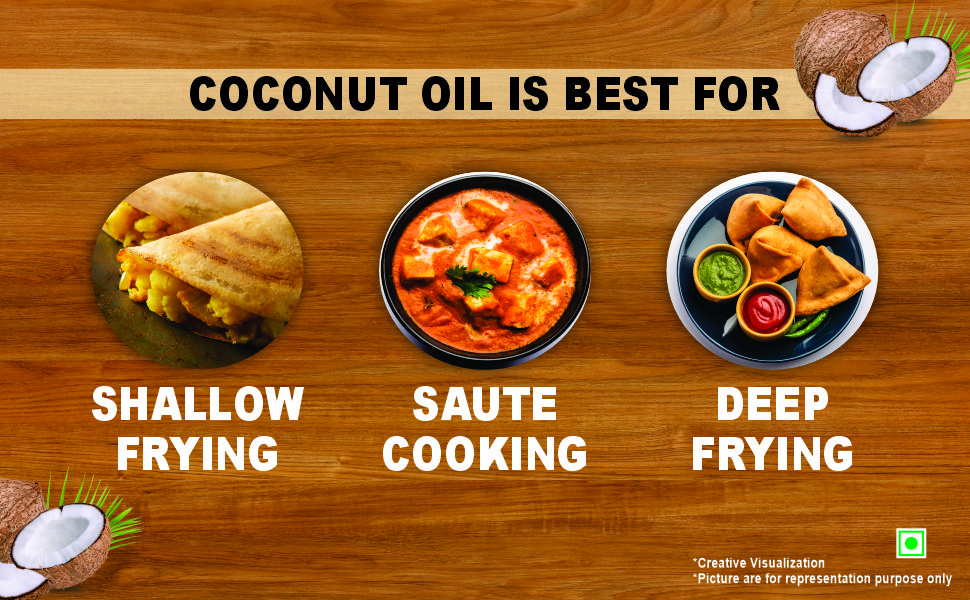 COCONUT OIL IS BEST FOR
SHALLOW
FRYING
SAUTE
COOKING
DEEP
FRYING
*Creative Visualization
*Picture are for representation purpose only